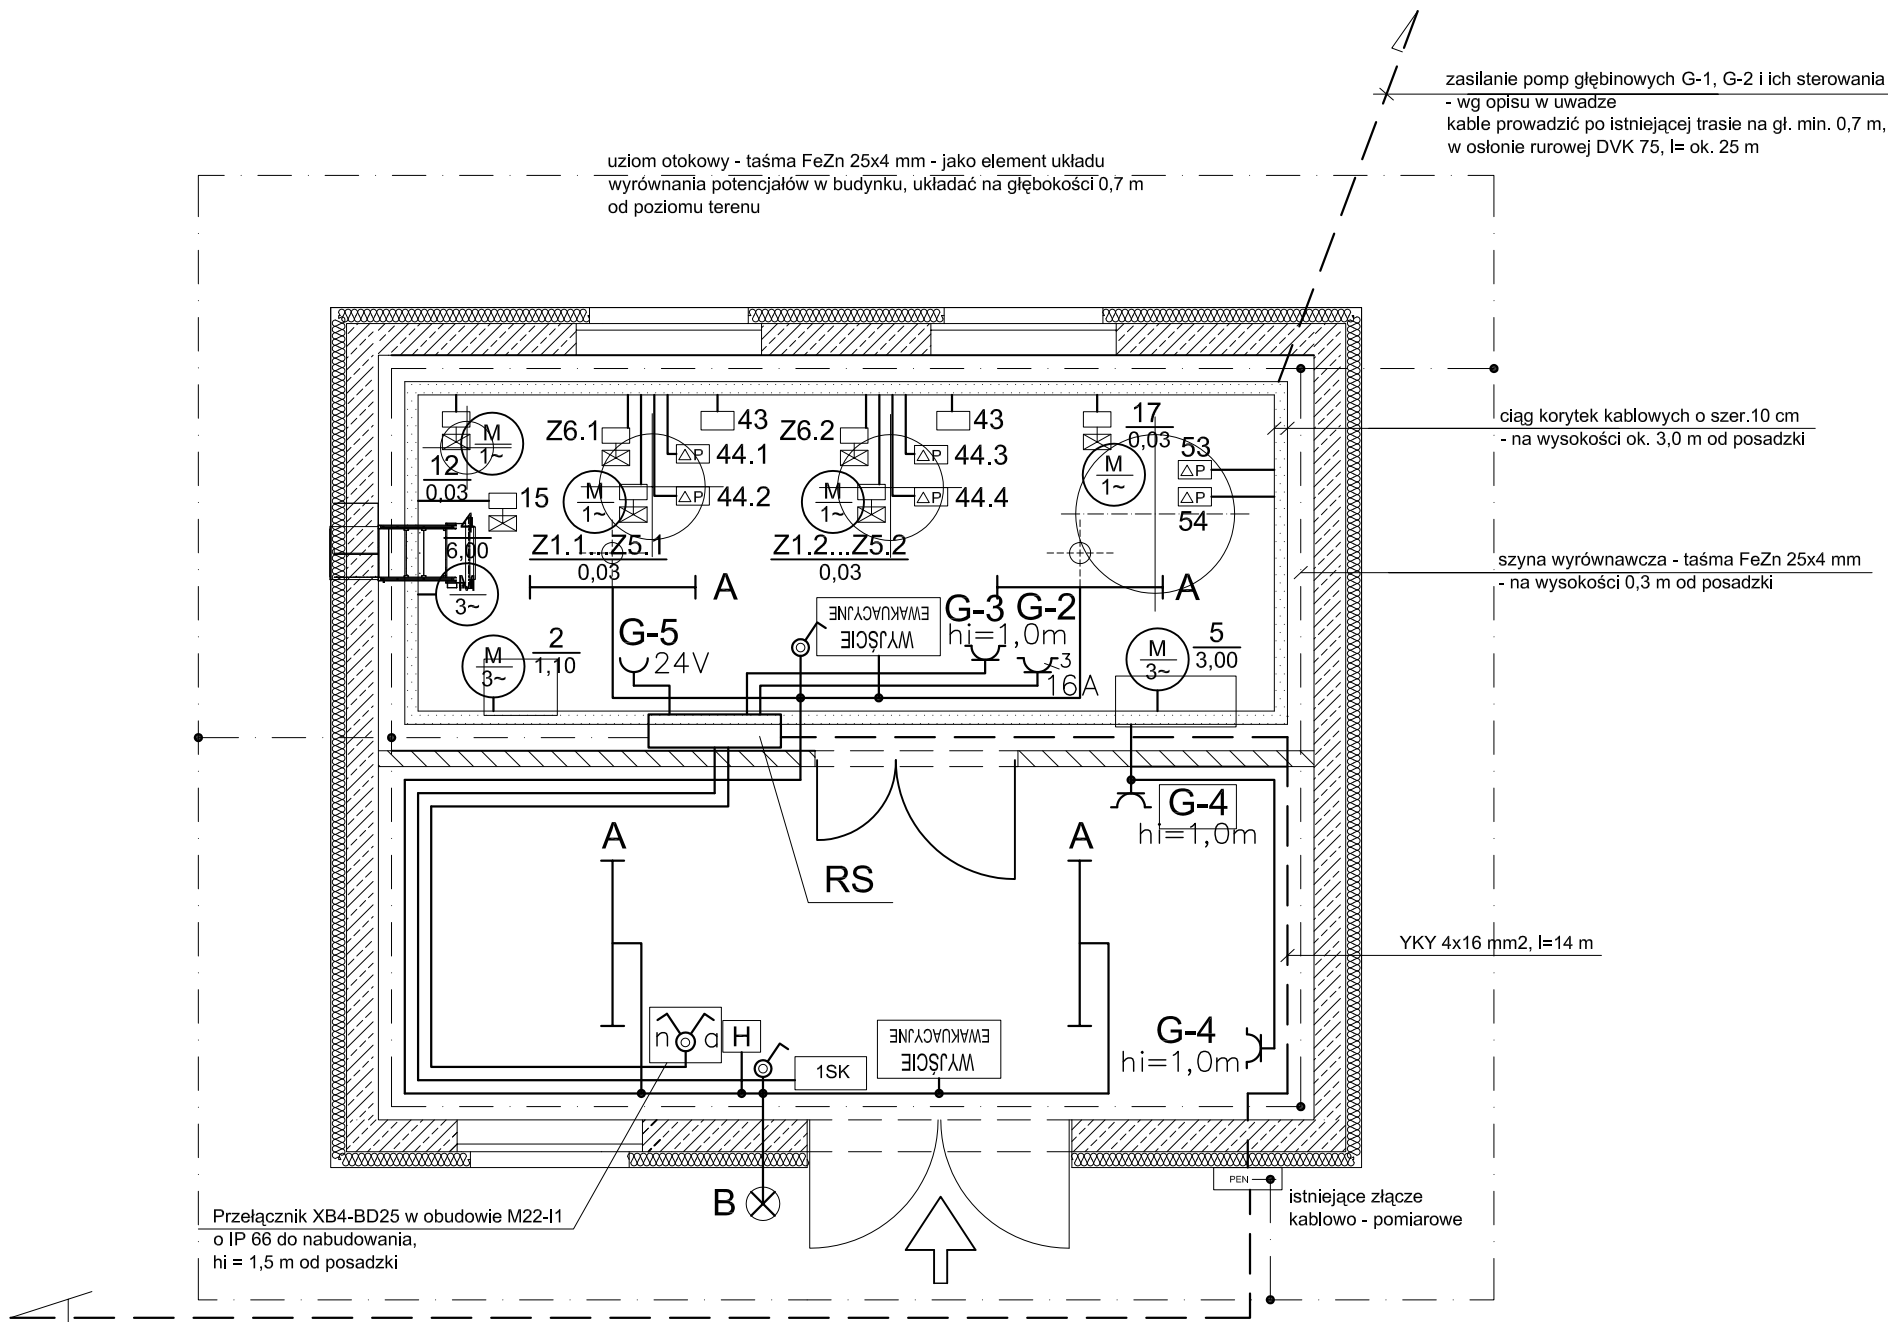 zasilanie pomp głębinowych G-1, G-2 i ich sterowania
- wg opisu w uwadze
kable prowadzić po istniejącej trasie na gł. min. 0,7 m,
w osłonie rurowej DVK 75, l= ok. 25 m
uziom otokowy - taśma FeZn 25x4 mm - jako element układu
wyrównania potencjałów w budynku, układać na głębokości 0,7 m
od poziomu terenu
ciąg korytek kablowych o szer.10 cm
- na wysokości ok. 3,0 m od posadzki
szyna wyrównawcza - taśma FeZn 25x4 mm
- na wysokości 0,3 m od posadzki
M
1~
12
0,03
15
4
6,00
M
3~
M
3~
2
1,10
Z6.1
43
△P
44.1
△P
44.2
M
1~
Z1.1...Z5.1
0,03
Z6.2
43
△P
44.3
△P
44.4
M
1~
Z1.2...Z5.2
0,03
17
0,03
M
1~
53
△P
△P
54
A
A
G-5
24V
WYJŚCIE
EWAKUACYJNE
G-3
hi=1,0m
G-2
3
16A
M
3~
5
3,00
G-4
hi=1,0m
A
A
RS
YKY 4x16 mm2, l=14 m
n
a
H
1SK
WYJŚCIE
EWAKUACYJNE
G-4
hi=1,0m
B
PEN
istniejące złącze
kablowo - pomiarowe
Przełącznik XB4-BD25 w obudowie M22-I1
o IP 66 do nabudowania,
hi = 1,5 m od posadzki